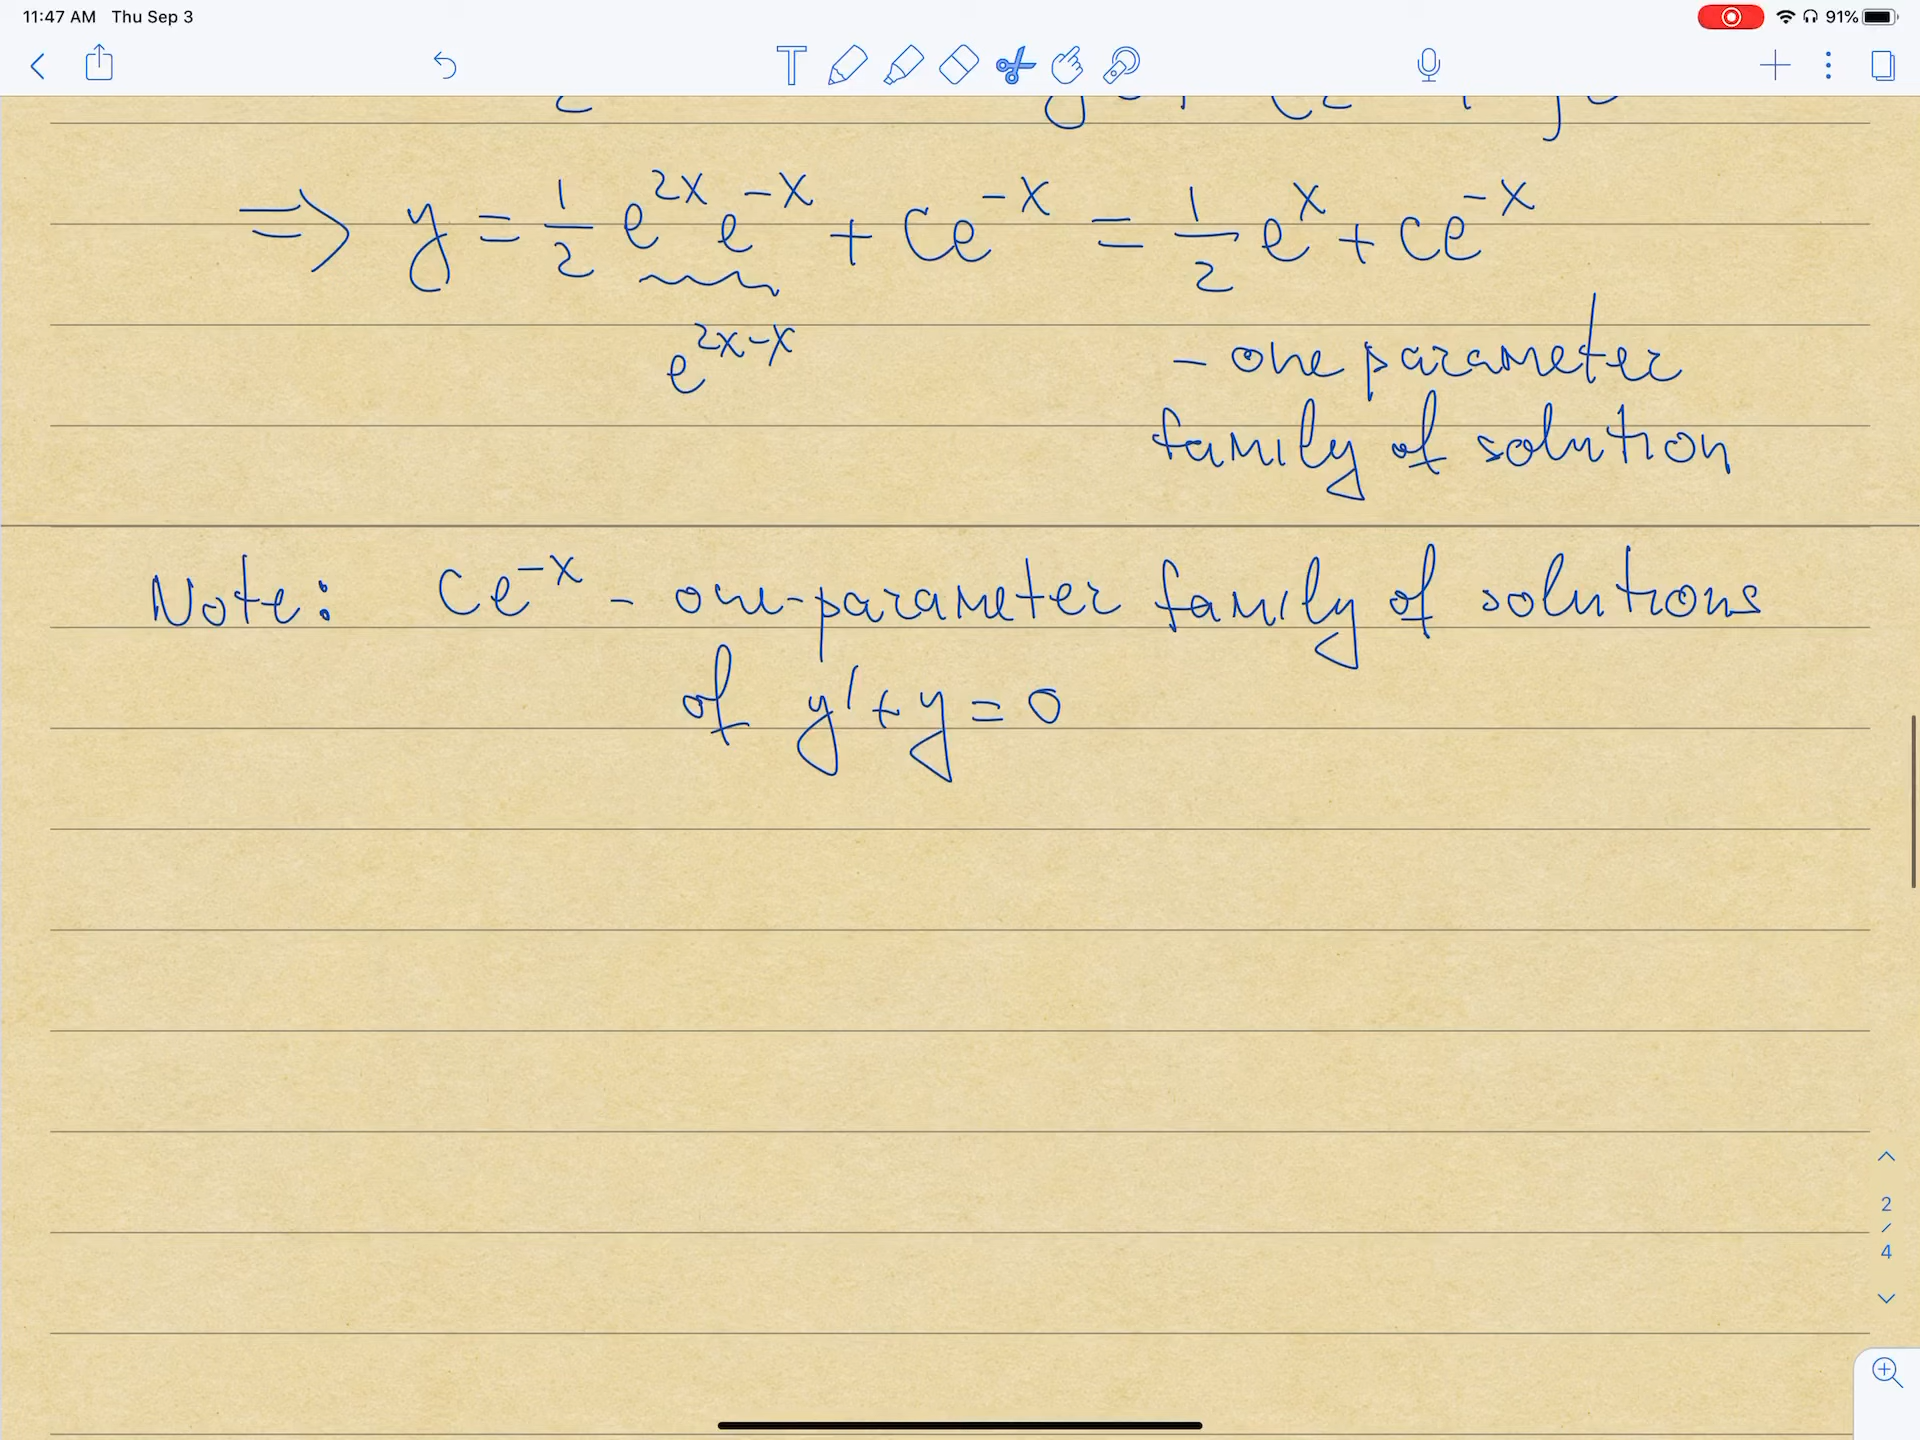 11:47 AM Thu Sep 3 91%
⇒ y = 1/2 e^{2x} e^{-x} + Ce^{-x} = 1/2 e^x + Ce^{-x}
e^{2x-x}
- one parameter
family of solution
Note: Ce^{-x} - one-parameter family of solutions
of y' + y = 0
2
/
4